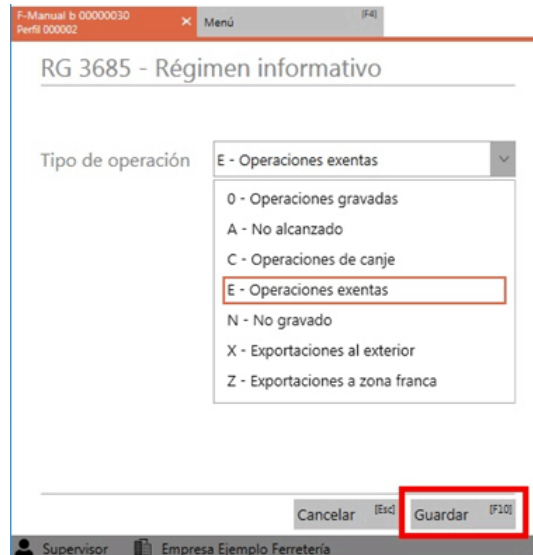 F-Manual b 00000030
Perfil 000002
Menú [F4]
RG 3685 - Régimen informativo
Tipo de operación E - Operaciones exentas
0 - Operaciones gravadas
A - No alcanzado
C - Operaciones de canje
E - Operaciones exentas
N - No gravado
X - Exportaciones al exterior
Z - Exportaciones a zona franca
Cancelar [Esc] Guardar [F10]
Supervisor Empresa Ejemplo Ferretería